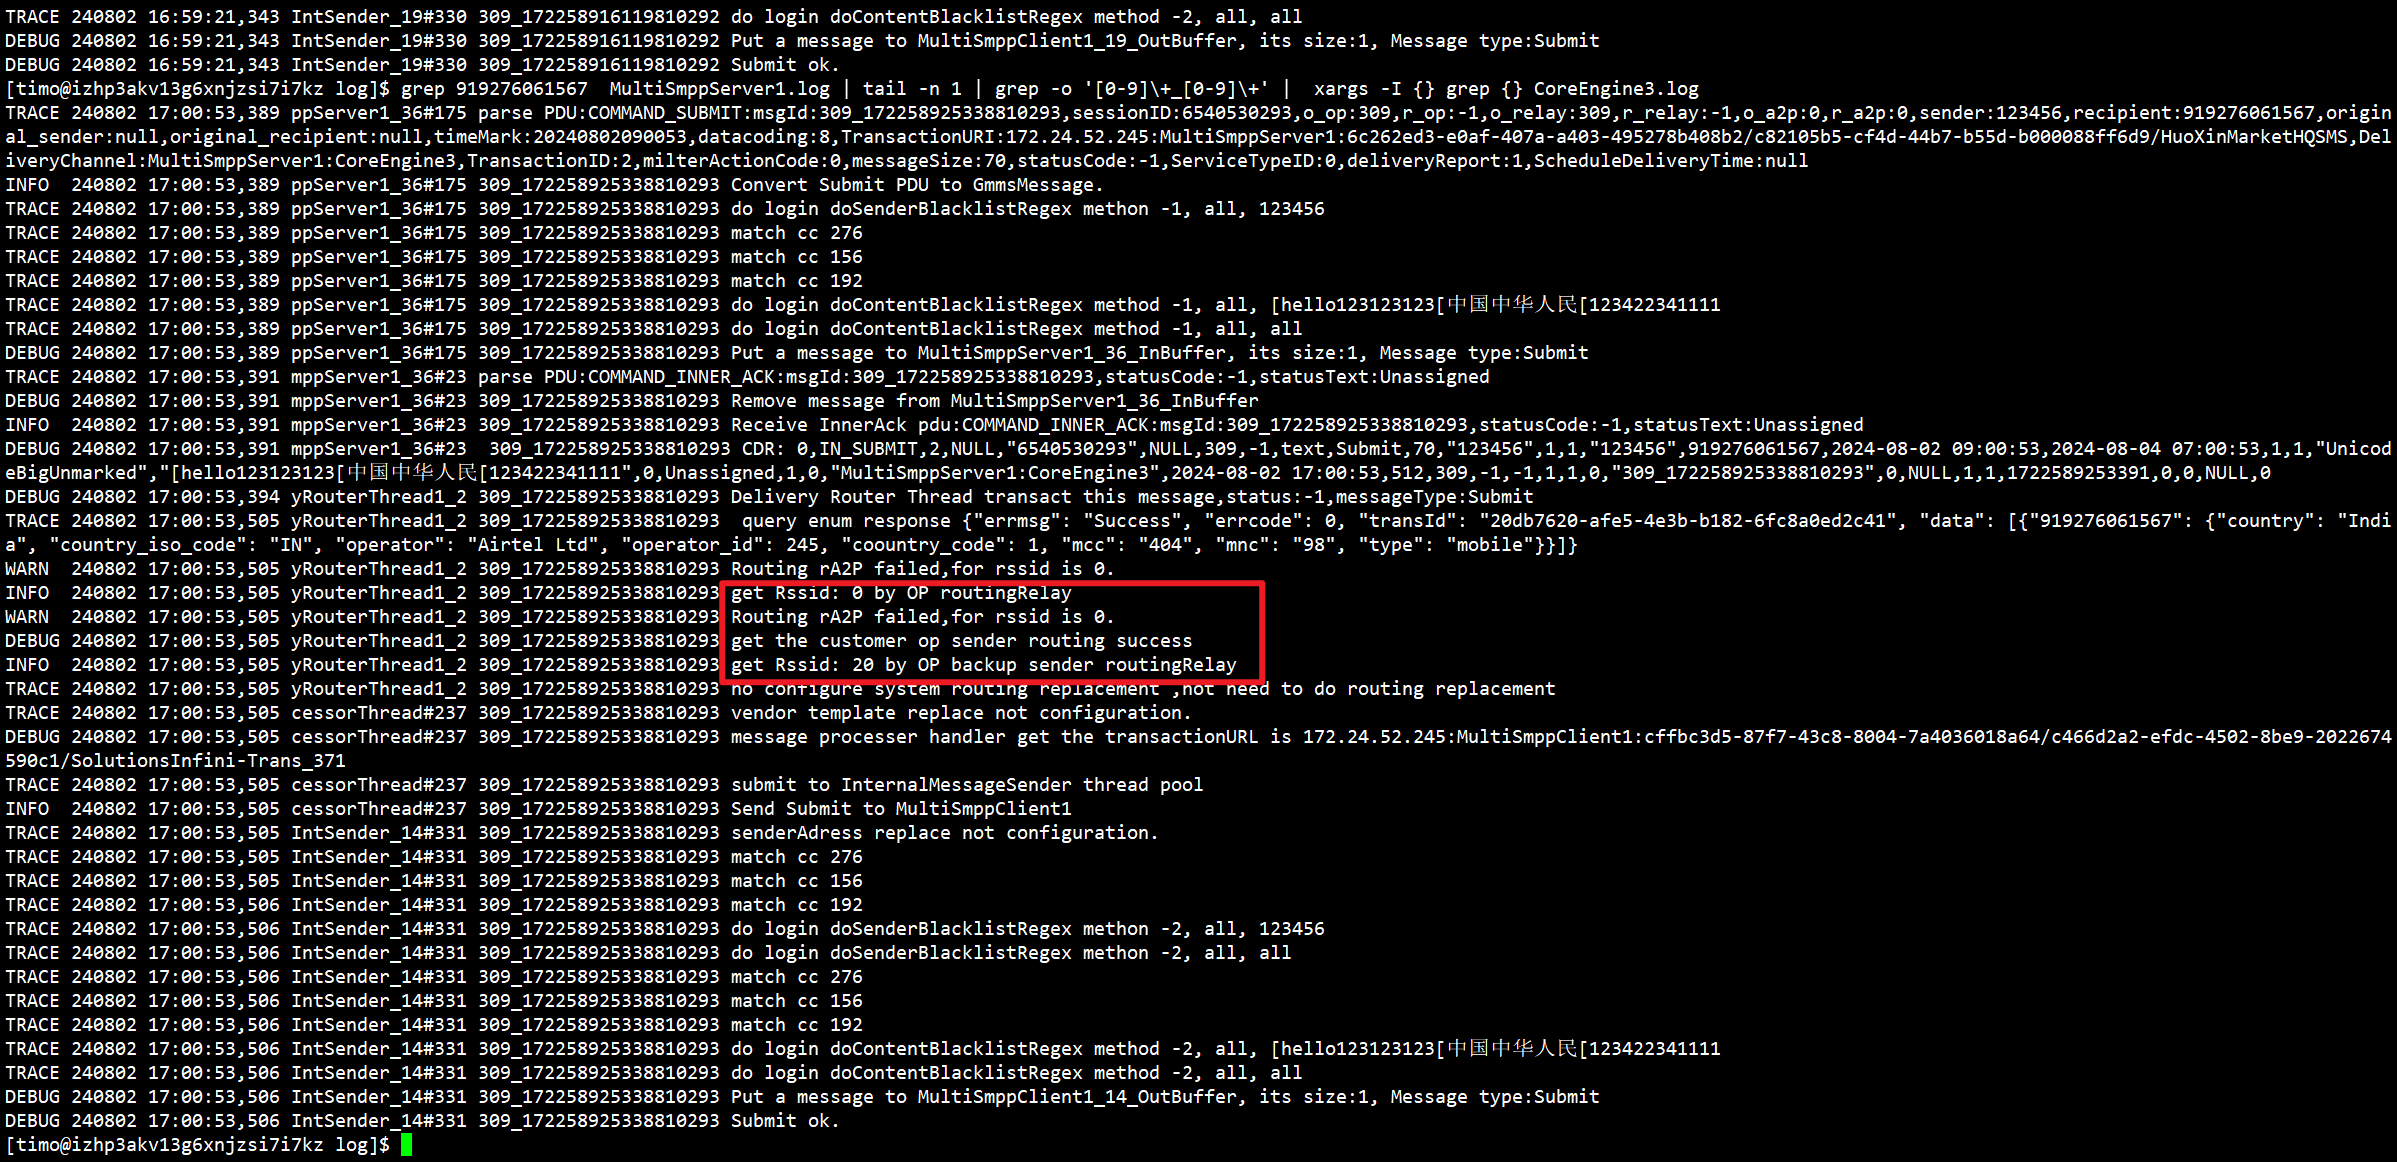 TRACE 240802 16:59:21,343 IntSender_19#330 309_172258916119810292 do login doContentBlacklistRegex method -2, all, all
DEBUG 240802 16:59:21,343 IntSender_19#330 309_172258916119810292 Put a message to MultiSmppClient1_19_OutBuffer, its size:1, Message type:Submit
DEBUG 240802 16:59:21,343 IntSender_19#330 309_172258916119810292 Submit ok.
[timo@izhp3akv13g6xnjzsi7i7kz log]$ grep 919276061567  MultiSmppServer1.log | tail -n 1 | grep -o '[0-9]\+_[0-9]\+' |  xargs -I {} grep {} CoreEngine3.log
TRACE 240802 17:00:53,389 ppServer1_36#175 parse PDU:COMMAND_SUBMIT:msgId:309_172258925338810293,sessionID:6540530293,o_op:309,r_op:-1,o_relay:309,r_relay:-1,o_a2p:0,r_a2p:0,sender:123456,recipient:919276061567,origin
al_sender:null,original_recipient:null,timeMark:20240802090053,datacoding:8,TransactionURI:172.24.52.245:MultiSmppServer1:6c262ed3-e0af-407a-a403-495278b408b2/c82105b5-cf4d-44b7-b55d-b000088ff6d9/HuoXinMarketHQSMS,Del
iveryChannel:MultiSmppServer1:CoreEngine3,TransactionID:2,milterActionCode:0,messageSize:70,statusCode:-1,ServiceTypeID:0,deliveryReport:1,ScheduleDeliveryTime:null
INFO  240802 17:00:53,389 ppServer1_36#175 309_172258925338810293 Convert Submit PDU to GmmsMessage.
TRACE 240802 17:00:53,389 ppServer1_36#175 309_172258925338810293 do login doSenderBlacklistRegex methon -1, all, 123456
TRACE 240802 17:00:53,389 ppServer1_36#175 309_172258925338810293 match cc 276
TRACE 240802 17:00:53,389 ppServer1_36#175 309_172258925338810293 match cc 156
TRACE 240802 17:00:53,389 ppServer1_36#175 309_172258925338810293 match cc 192
TRACE 240802 17:00:53,389 ppServer1_36#175 309_172258925338810293 do login doContentBlacklistRegex method -1, all, [hello123123123[中国中华人民[123422341111
TRACE 240802 17:00:53,389 ppServer1_36#175 309_172258925338810293 do login doContentBlacklistRegex method -1, all, all
DEBUG 240802 17:00:53,389 ppServer1_36#175 309_172258925338810293 Put a message to MultiSmppServer1_36_InBuffer, its size:1, Message type:Submit
TRACE 240802 17:00:53,391 mppServer1_36#23 parse PDU:COMMAND_INNER_ACK:msgId:309_172258925338810293,statusCode:-1,statusText:Unassigned
DEBUG 240802 17:00:53,391 mppServer1_36#23 309_172258925338810293 Remove message from MultiSmppServer1_36_InBuffer
INFO  240802 17:00:53,391 mppServer1_36#23 309_172258925338810293 Receive InnerAck pdu:COMMAND_INNER_ACK:msgId:309_172258925338810293,statusCode:-1,statusText:Unassigned
DEBUG 240802 17:00:53,391 mppServer1_36#23  309_172258925338810293 CDR: 0,IN_SUBMIT,2,NULL,"6540530293",NULL,309,-1,text,Submit,70,"123456",1,1,"123456",919276061567,2024-08-02 09:00:53,2024-08-04 07:00:53,1,1,"Unicod
eBigUnmarked","[hello123123123[中国中华人民[123422341111",0,Unassigned,1,0,"MultiSmppServer1:CoreEngine3",2024-08-02 17:00:53,512,309,-1,-1,1,1,0,"309_172258925338810293",0,NULL,1,1,1722589253391,0,0,NULL,0
DEBUG 240802 17:00:53,394 yRouterThread1_2 309_172258925338810293 Delivery Router Thread transact this message,status:-1,messageType:Submit
TRACE 240802 17:00:53,505 yRouterThread1_2 309_172258925338810293  query enum response {"errmsg": "Success", "errcode": 0, "transId": "20db7620-afe5-4e3b-b182-6fc8a0ed2c41", "data": [{"919276061567": {"country": "Indi
a", "country_iso_code": "IN", "operator": "Airtel Ltd", "operator_id": 245, "coountry_code": 1, "mcc": "404", "mnc": "98", "type": "mobile"}}]}
WARN  240802 17:00:53,505 yRouterThread1_2 309_172258925338810293 Routing rA2P failed,for rssid is 0.
INFO  240802 17:00:53,505 yRouterThread1_2 309_172258925338810293 get Rssid: 0 by OP routingRelay
WARN  240802 17:00:53,505 yRouterThread1_2 309_172258925338810293 Routing rA2P failed,for rssid is 0.
DEBUG 240802 17:00:53,505 yRouterThread1_2 309_172258925338810293 get the customer op sender routing success
INFO  240802 17:00:53,505 yRouterThread1_2 309_172258925338810293 get Rssid: 20 by OP backup sender routingRelay
TRACE 240802 17:00:53,505 yRouterThread1_2 309_172258925338810293 no configure system routing replacement ,not need to do routing replacement
TRACE 240802 17:00:53,505 cessorThread#237 309_172258925338810293 vendor template replace not configuration.
DEBUG 240802 17:00:53,505 cessorThread#237 309_172258925338810293 message processer handler get the transactionURL is 172.24.52.245:MultiSmppClient1:cffbc3d5-87f7-43c8-8004-7a4036018a64/c466d2a2-efdc-4502-8be9-2022674
590c1/SolutionsInfini-Trans_371
TRACE 240802 17:00:53,505 cessorThread#237 309_172258925338810293 submit to InternalMessageSender thread pool
INFO  240802 17:00:53,505 cessorThread#237 309_172258925338810293 Send Submit to MultiSmppClient1
TRACE 240802 17:00:53,505 IntSender_14#331 309_172258925338810293 senderAdress replace not configuration.
TRACE 240802 17:00:53,505 IntSender_14#331 309_172258925338810293 match cc 276
TRACE 240802 17:00:53,505 IntSender_14#331 309_172258925338810293 match cc 156
TRACE 240802 17:00:53,506 IntSender_14#331 309_172258925338810293 match cc 192
TRACE 240802 17:00:53,506 IntSender_14#331 309_172258925338810293 do login doSenderBlacklistRegex methon -2, all, 123456
TRACE 240802 17:00:53,506 IntSender_14#331 309_172258925338810293 do login doSenderBlacklistRegex methon -2, all, all
TRACE 240802 17:00:53,506 IntSender_14#331 309_172258925338810293 match cc 276
TRACE 240802 17:00:53,506 IntSender_14#331 309_172258925338810293 match cc 156
TRACE 240802 17:00:53,506 IntSender_14#331 309_172258925338810293 match cc 192
TRACE 240802 17:00:53,506 IntSender_14#331 309_172258925338810293 do login doContentBlacklistRegex method -2, all, [hello123123123[中国中华人民[123422341111
TRACE 240802 17:00:53,506 IntSender_14#331 309_172258925338810293 do login doContentBlacklistRegex method -2, all, all
DEBUG 240802 17:00:53,506 IntSender_14#331 309_172258925338810293 Put a message to MultiSmppClient1_14_OutBuffer, its size:1, Message type:Submit
DEBUG 240802 17:00:53,506 IntSender_14#331 309_172258925338810293 Submit ok.
[timo@izhp3akv13g6xnjzsi7i7kz log]$